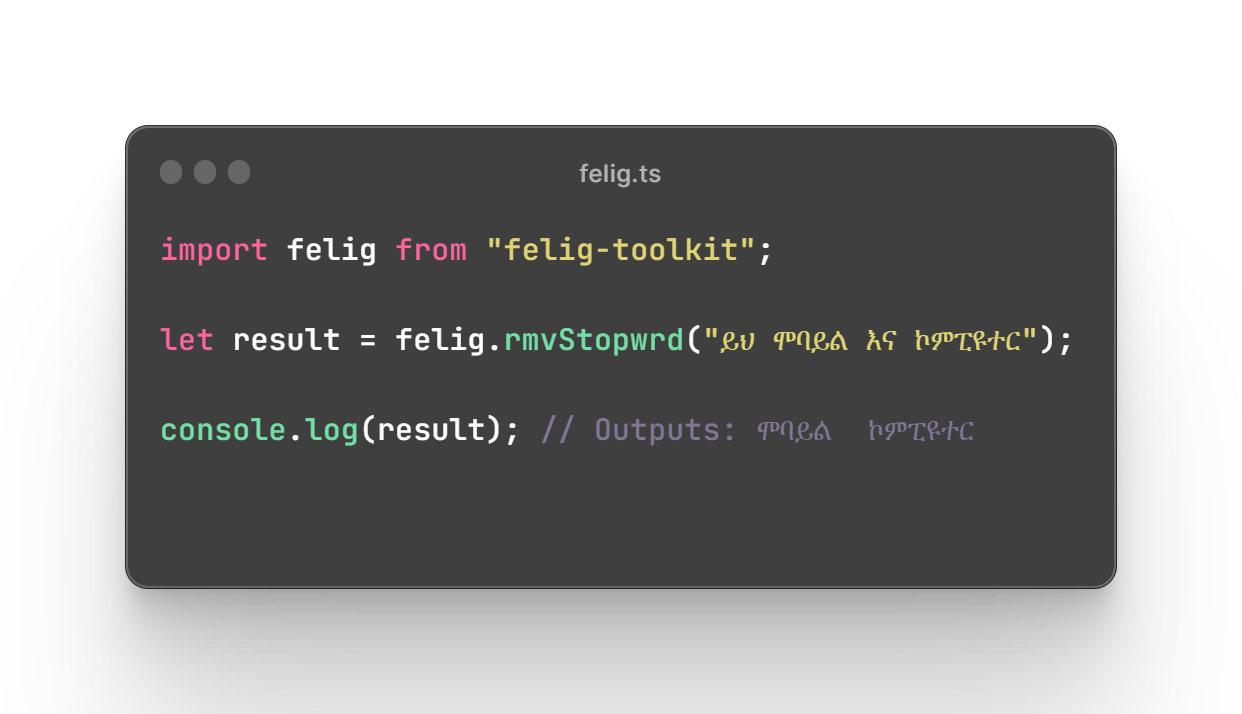 felig.ts
import felig from "felig-toolkit";
let result = felig.rmvStopwrd("ይህ ሞባይል እና ኮምፒዩተር");
console.log(result); // Outputs: ሞባይል  ኮምፒዩተር